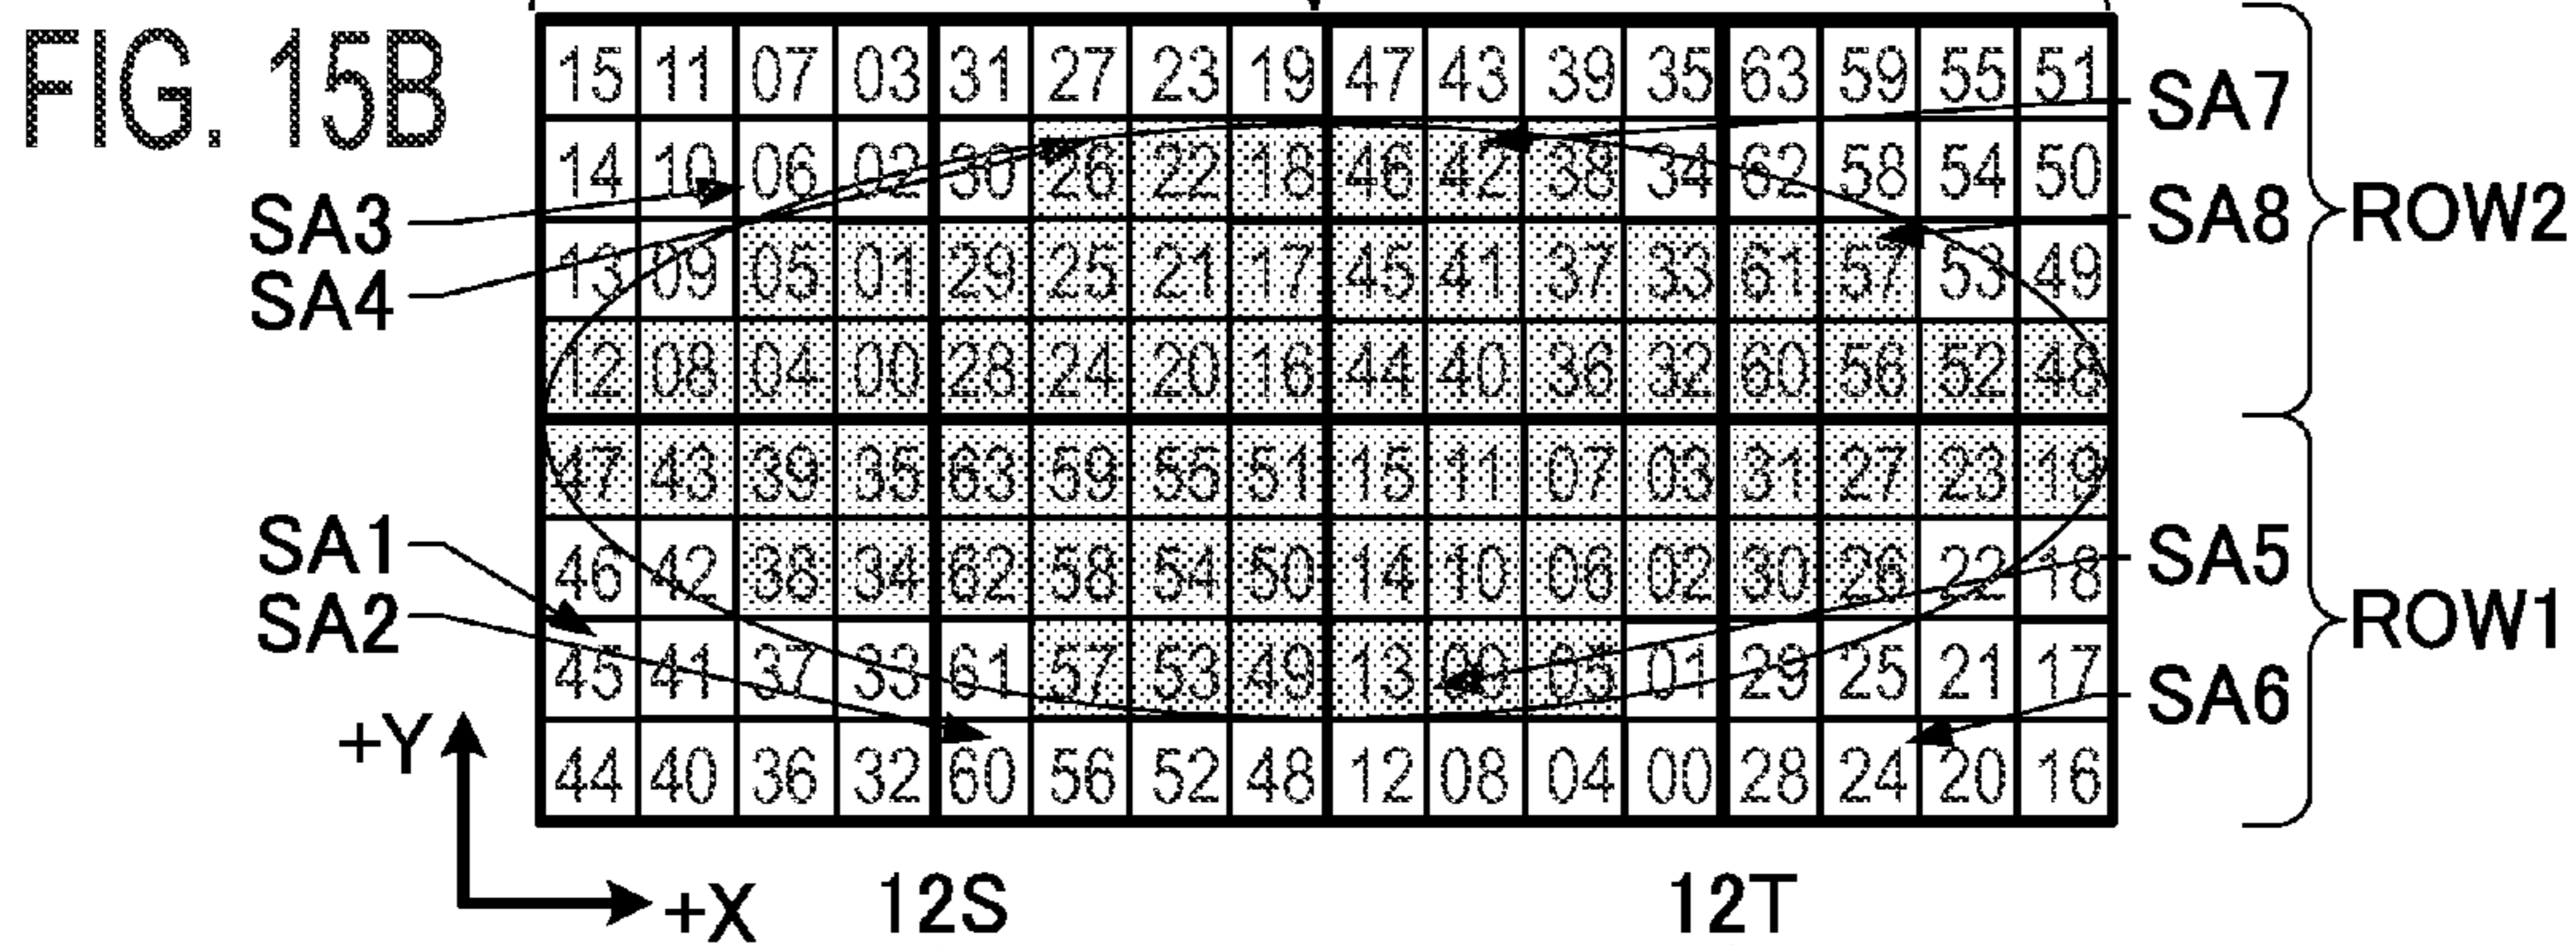 FIG. 15B
15 11 07 03 31 27 23 19 47 43 39 35 63 59 55 51
SA7
14 10 06 02 30 26 22 18 46 42 38 34 62 58 54 50
SA3
SA8
ROW2
13 09 05 01 29 25 21 17 45 41 37 33 61 57 53 49
SA4
12 08 04 00 28 24 20 16 44 40 36 32 60 56 52 48
47 43 39 35 63 59 55 51 15 11 07 03 31 27 23 19
SA1
46 42 38 34 62 58 54 50 14 10 06 02 30 26 22 18
SA5
SA2
ROW1
45 41 37 33 61 57 53 49 13 09 05 01 29 25 21 17
SA6
+Y
44 40 36 32 60 56 52 48 12 08 04 00 28 24 20 16
+X
12S
12T